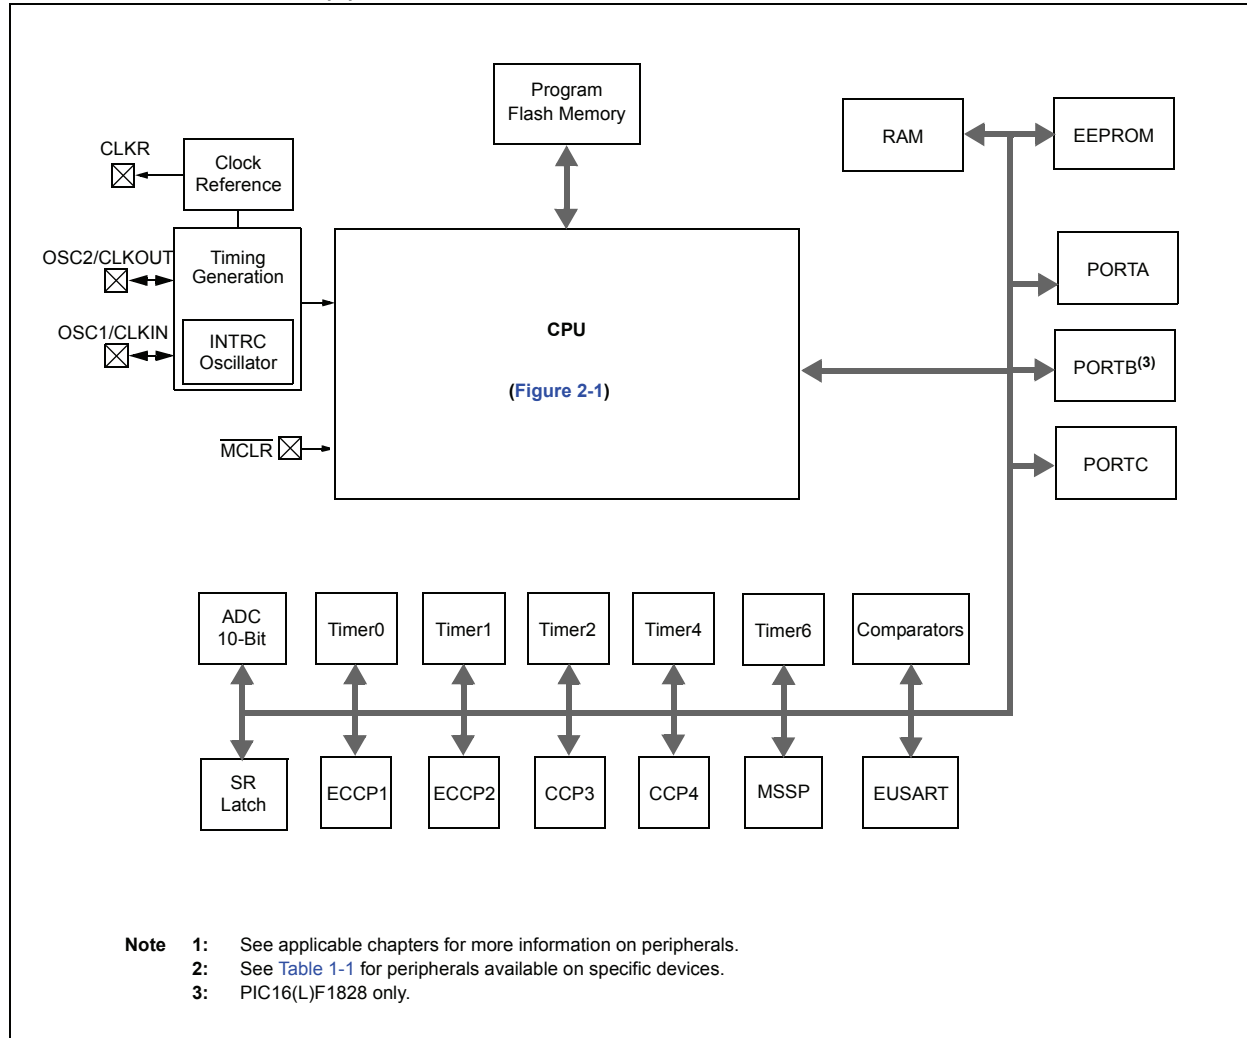 Program
Flash Memory
RAM
EEPROM
CLKR
Clock
Reference
OSC2/CLKOUT
Timing
Generation
PORTA
OSC1/CLKIN
INTRC
Oscillator
CPU
PORTB(3)
(Figure 2-1)
MCLR
PORTC
ADC
10-Bit
Timer0
Timer1
Timer2
Timer4
Timer6
Comparators
SR
Latch
ECCP1
ECCP2
CCP3
CCP4
MSSP
EUSART
Note 1: See applicable chapters for more information on peripherals.
2: See Table 1-1 for peripherals available on specific devices.
3: PIC16(L)F1828 only.